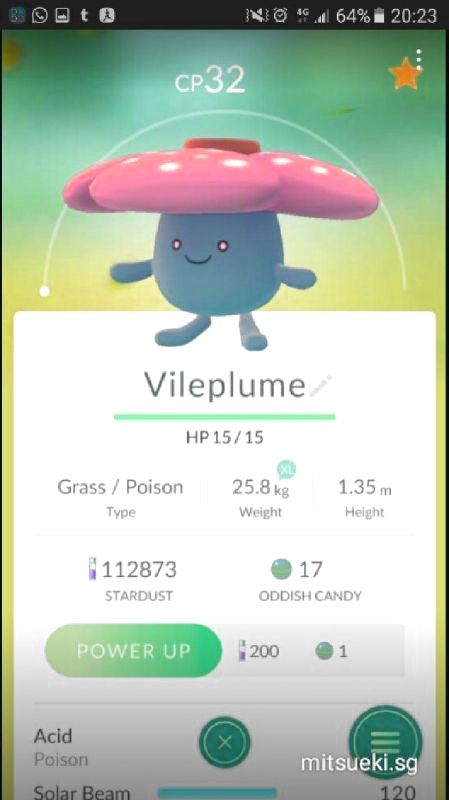 4G 64% 20:23
CP32
Vileplume
HP 15 / 15
XL
Grass / Poison 25.8 kg 1.35 m
Type Weight Height
112873 17
STARDUST ODDISH CANDY
POWER UP 200 1
Acid
Poison
mitsueki.sg
Solar Beam 120